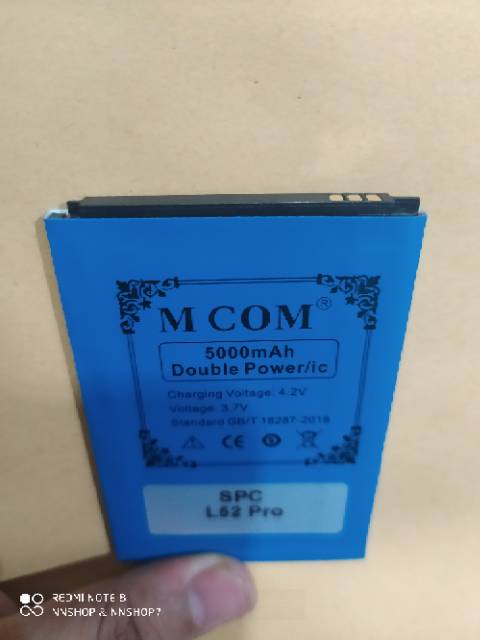 M COM®
5000mAh
Double Power/ic
Charging Voltage: 4.2V
Voltage: 3.7V
Standard GB/T 18287-2018
CE
SPC
L52 Pro
REDMI NOTE 8
NNSHOP & NNSHOP7